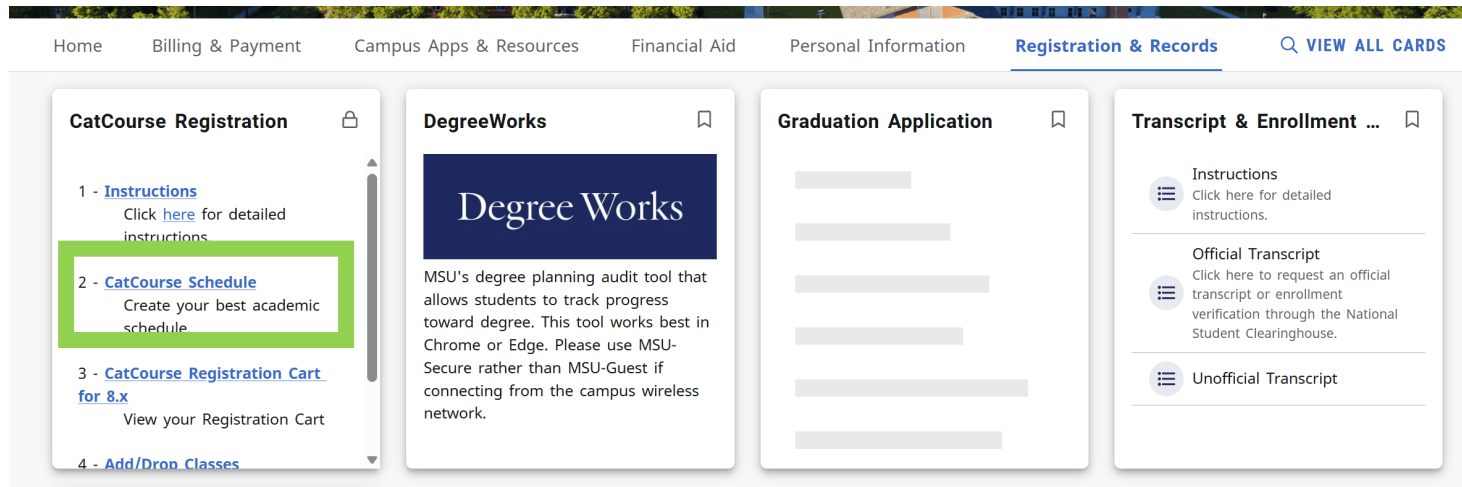 Home Billing & Payment Campus Apps & Resources Financial Aid Personal Information Registration & Records VIEW ALL CARDS
CatCourse Registration
1 - Instructions
Click here for detailed
instructions.
2 - CatCourse Schedule
Create your best academic
schedule.
3 - CatCourse Registration Cart
for 8.x
View your Registration Cart
4 - Add/Drop Classes
DegreeWorks
Degree Works
MSU's degree planning audit tool that
allows students to track progress
toward degree. This tool works best in
Chrome or Edge. Please use MSU-
Secure rather than MSU-Guest if
connecting from the campus wireless
network.
Graduation Application
Transcript & Enrollment ...
Instructions
Click here for detailed
instructions.
Official Transcript
Click here to request an official
transcript or enrollment
verification through the National
Student Clearinghouse.
Unofficial Transcript